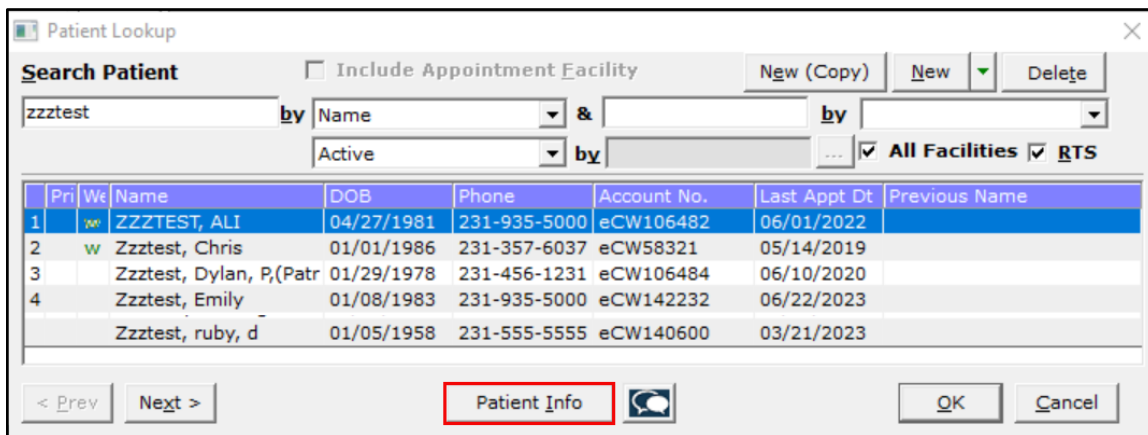 Patient Lookup
Search Patient Include Appointment Facility New (Copy) New Delete
zzztest by Name & by
Active by ... All Facilities RTS
Pri We Name DOB Phone Account No. Last Appt Dt Previous Name
1 ZZZTEST, ALI 04/27/1981 231-935-5000 eCW106482 06/01/2022
2 W Zzztest, Chris 01/01/1986 231-357-6037 eCW58321 05/14/2019
3 Zzztest, Dylan, P,(Patr 01/29/1978 231-456-1231 eCW106484 06/10/2020
4 Zzztest, Emily 01/08/1983 231-935-5000 eCW142232 06/22/2023
Zzztest, ruby, d 01/05/1958 231-555-5555 eCW140600 03/21/2023
< Prev Next > Patient Info OK Cancel